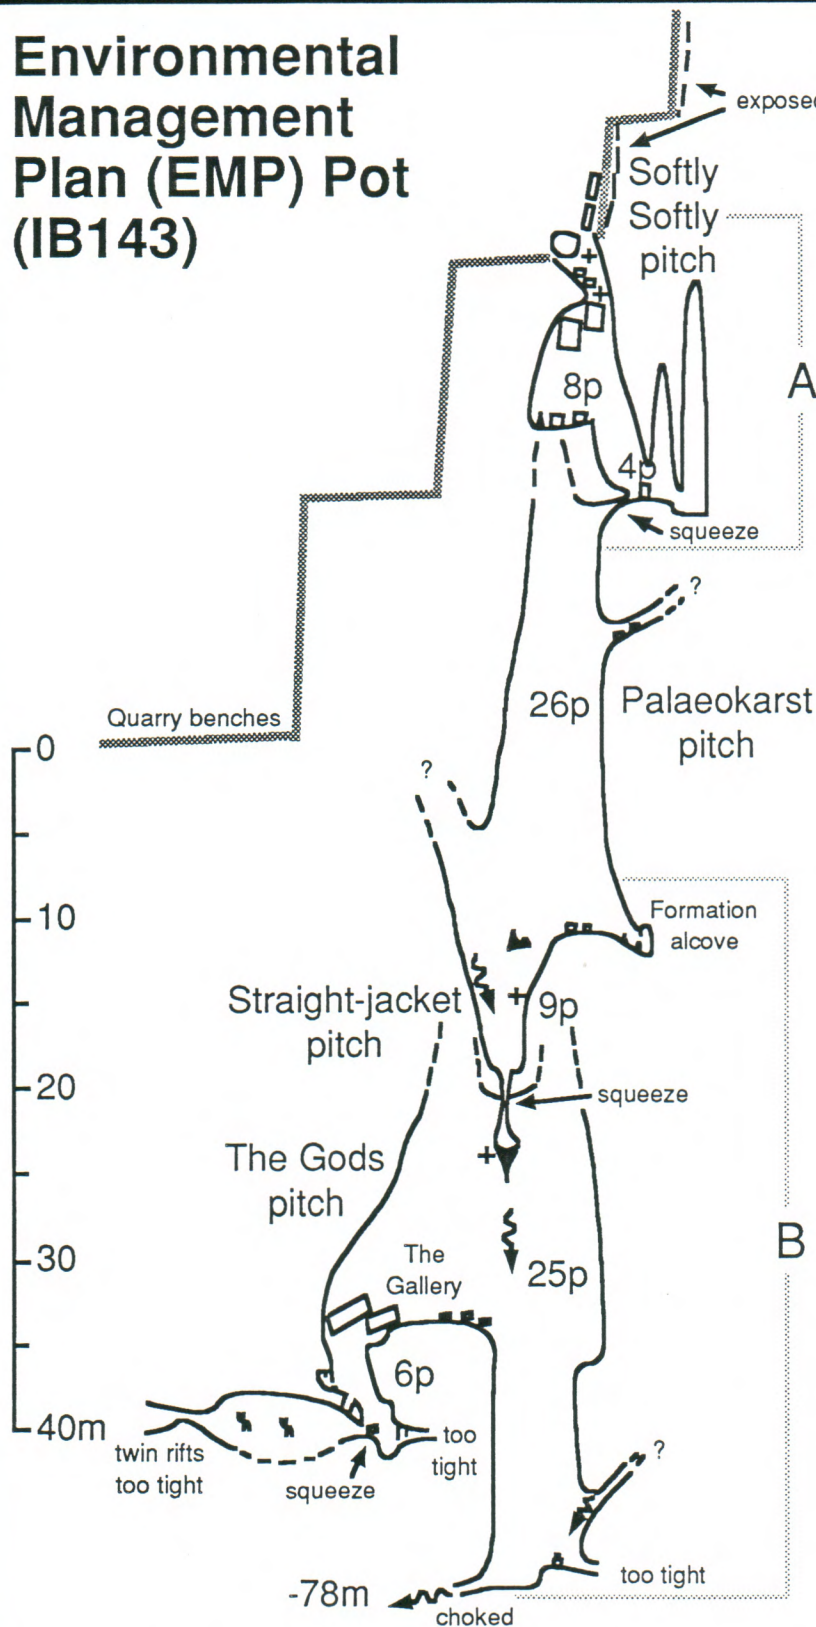 Environmental
Management
Plan (EMP) Pot
(IB143)
exposed
Softly
Softly
pitch
A
8p
4p
squeeze
?
26p
Palaeokarst
pitch
Quarry benches
0
?
10
Formation
alcove
Straight-jacket
pitch
9p
20
squeeze
The Gods
pitch
B
30
The
Gallery
25p
6p
40m
twin rifts
too tight
squeeze
too
tight
?
too tight
-78m
choked